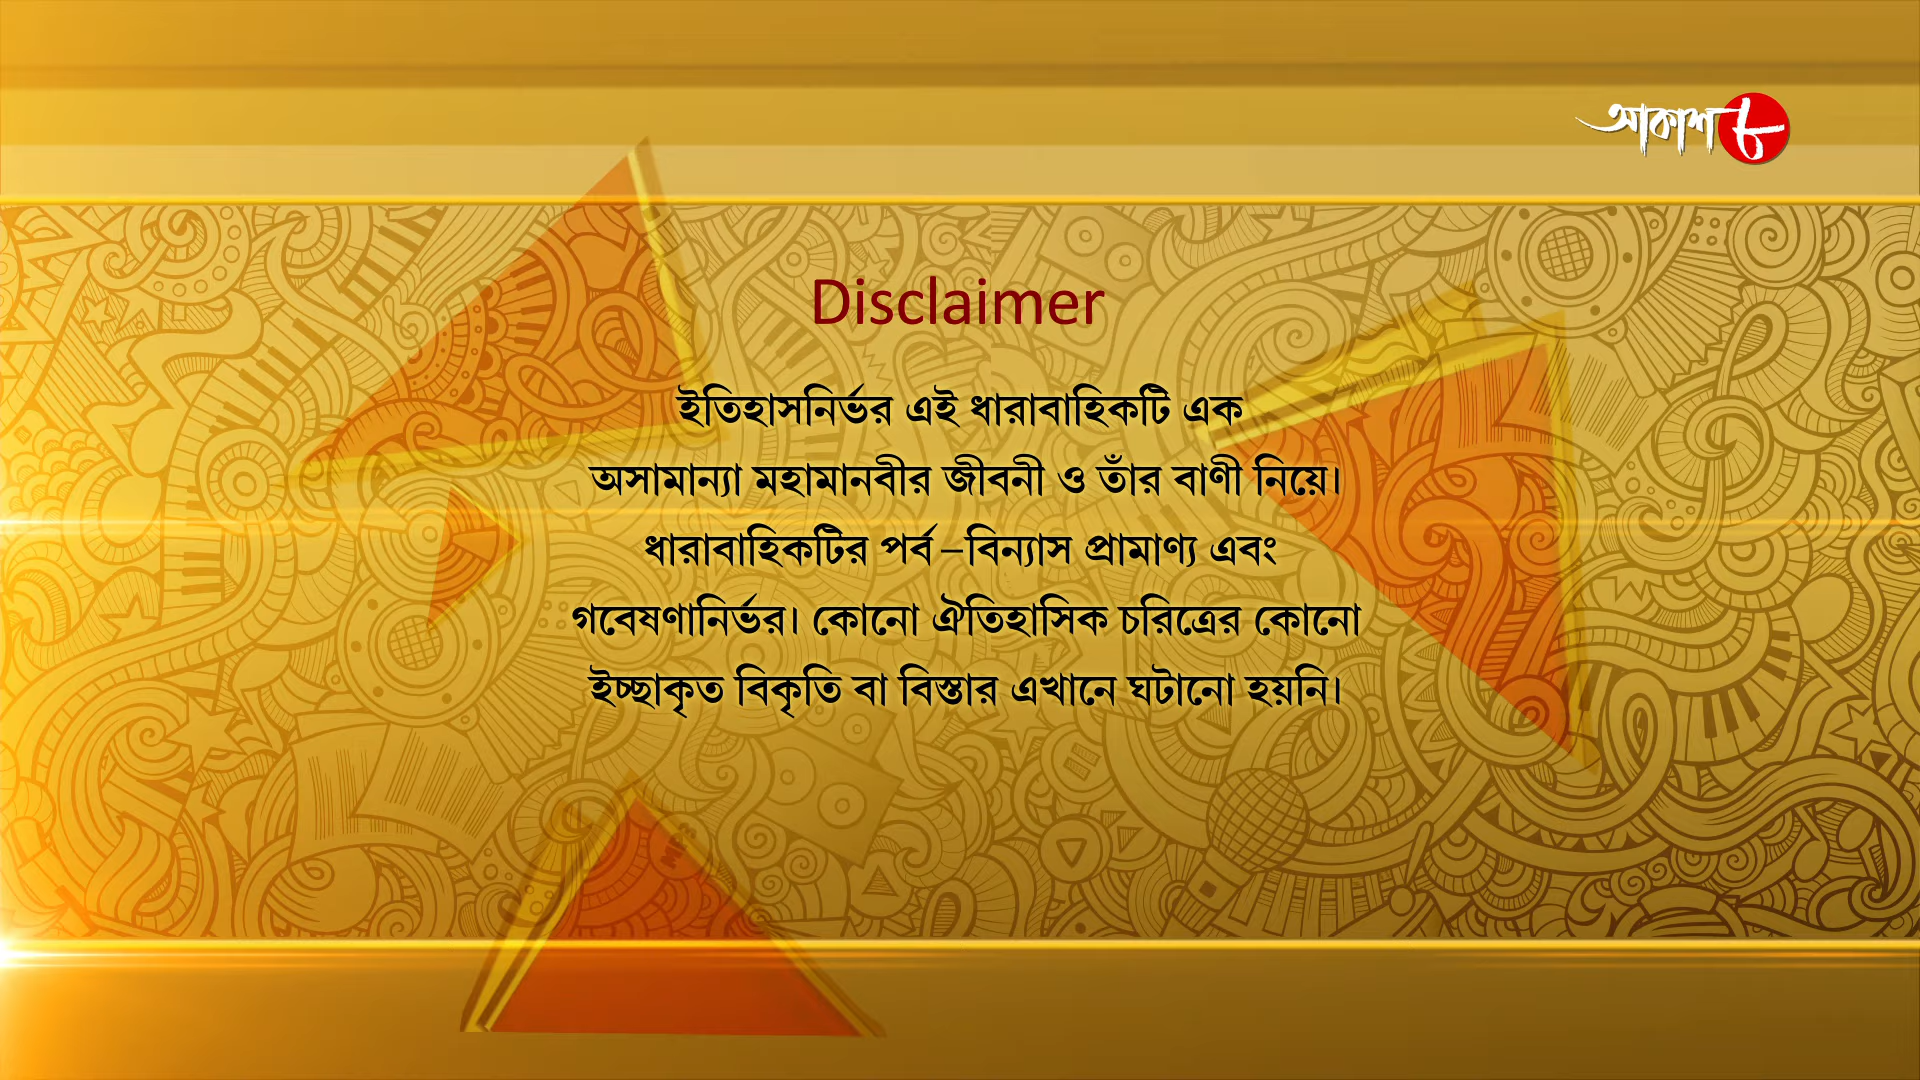 আকাশ ৮
Disclaimer
ইতিহাসনির্ভর এই ধারাবাহিকটি এক
অসামান্যা মহামানবীর জীবনী ও তাঁর বাণী নিয়ে।
ধারাবাহিকটির পর্ব–বিন্যাস প্রামাণ্য এবং
গবেষণানির্ভর। কোনো ঐতিহাসিক চরিত্রের কোনো
ইচ্ছাকৃত বিকৃতি বা বিস্তার এখানে ঘটানো হয়নি।